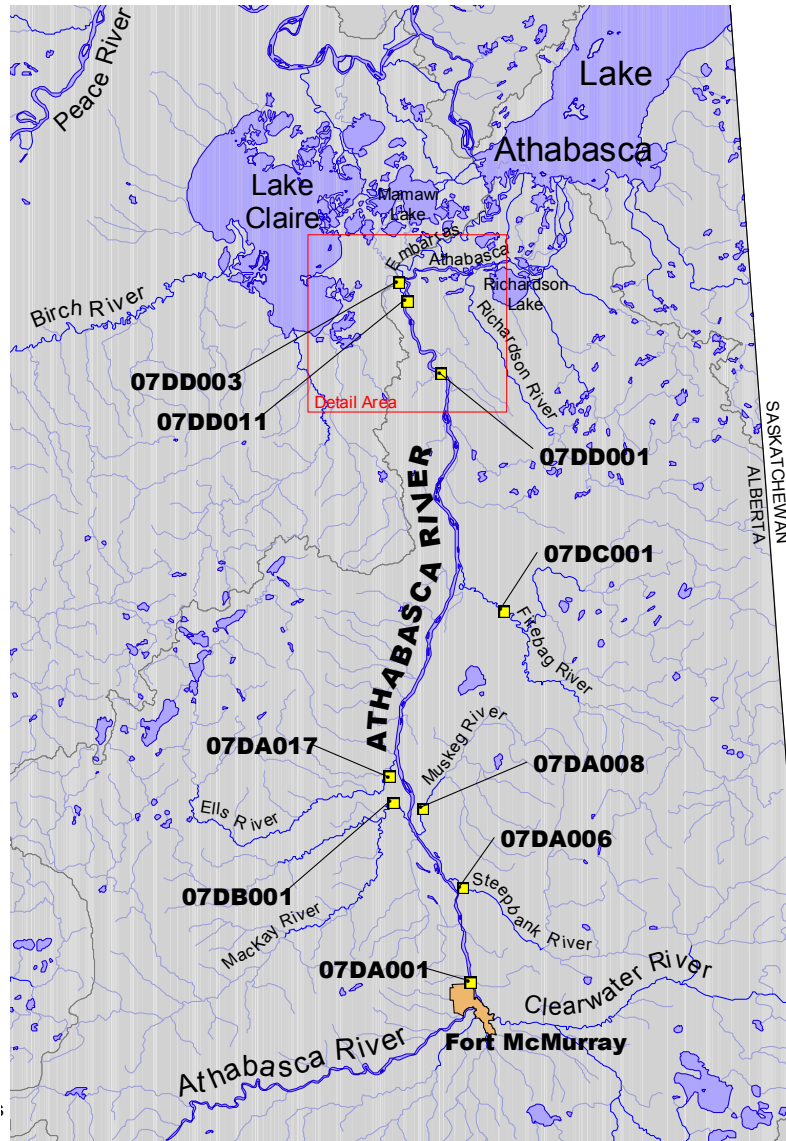 Peace River
Lake
Athabasca
Lake
Claire
Mamawi
Lake
Embarras
Athabasca
Richardson
Lake
Birch River
Richardson River
07DD003
07DD011
Detail Area
07DD001
SASKATCHEWAN
ALBERTA
ATHABASCA RIVER
07DC001
Firebag River
07DA017
Muskeg River
07DA008
Ells River
07DA006
07DB001
Steepbank River
MacKay River
07DA001
Clearwater River
Fort McMurray
Athabasca River